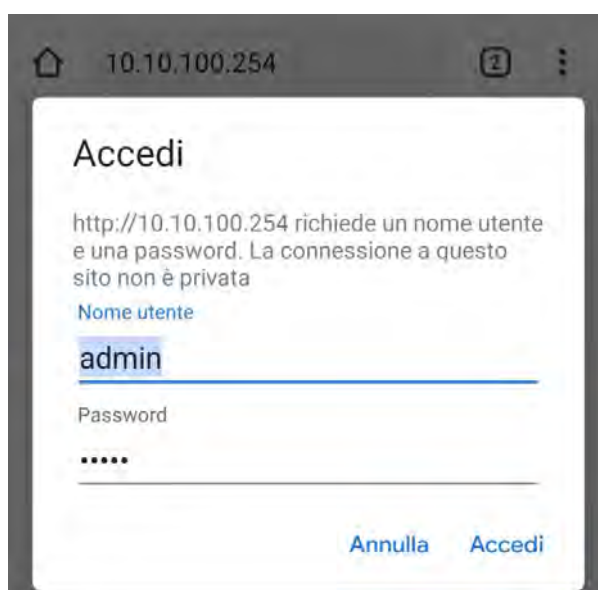 10.10.100.254
2
Accedi
http://10.10.100.254 richiede un nome utente
e una password. La connessione a questo
sito non è privata
Nome utente
admin
Password
•••••
Annulla Accedi